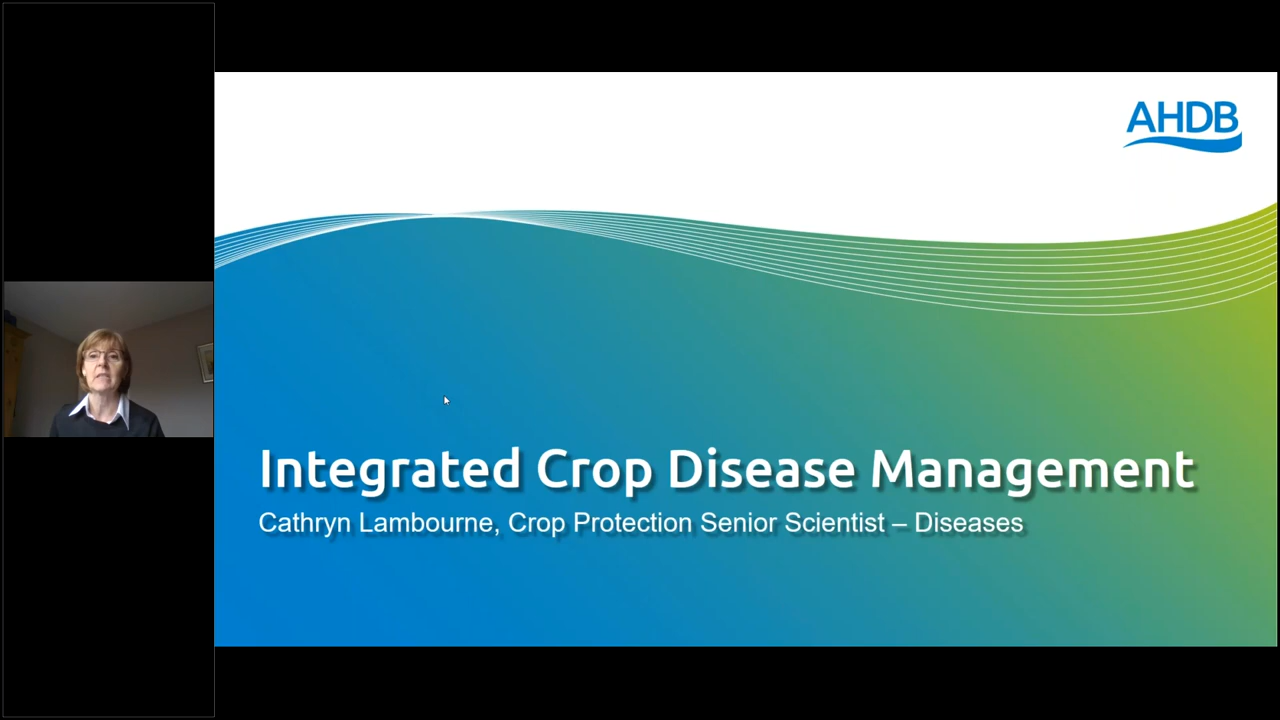 AHDB
Integrated Crop Disease Management
Cathryn Lambourne, Crop Protection Senior Scientist – Diseases